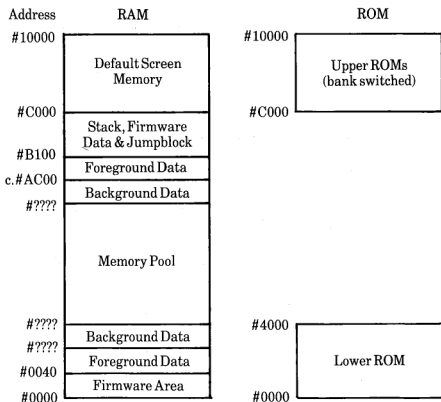 Address RAM ROM
#10000 #10000
Default Screen
Memory
Upper ROMs
(bank switched)
#C000 #C000
Stack, Firmware
Data & Jumpblock
#B100
Foreground Data
c.#AC00
Background Data
#????
Memory Pool
#???? #4000
Background Data
#????
Foreground Data
Lower ROM
#0040
Firmware Area
#0000 #0000